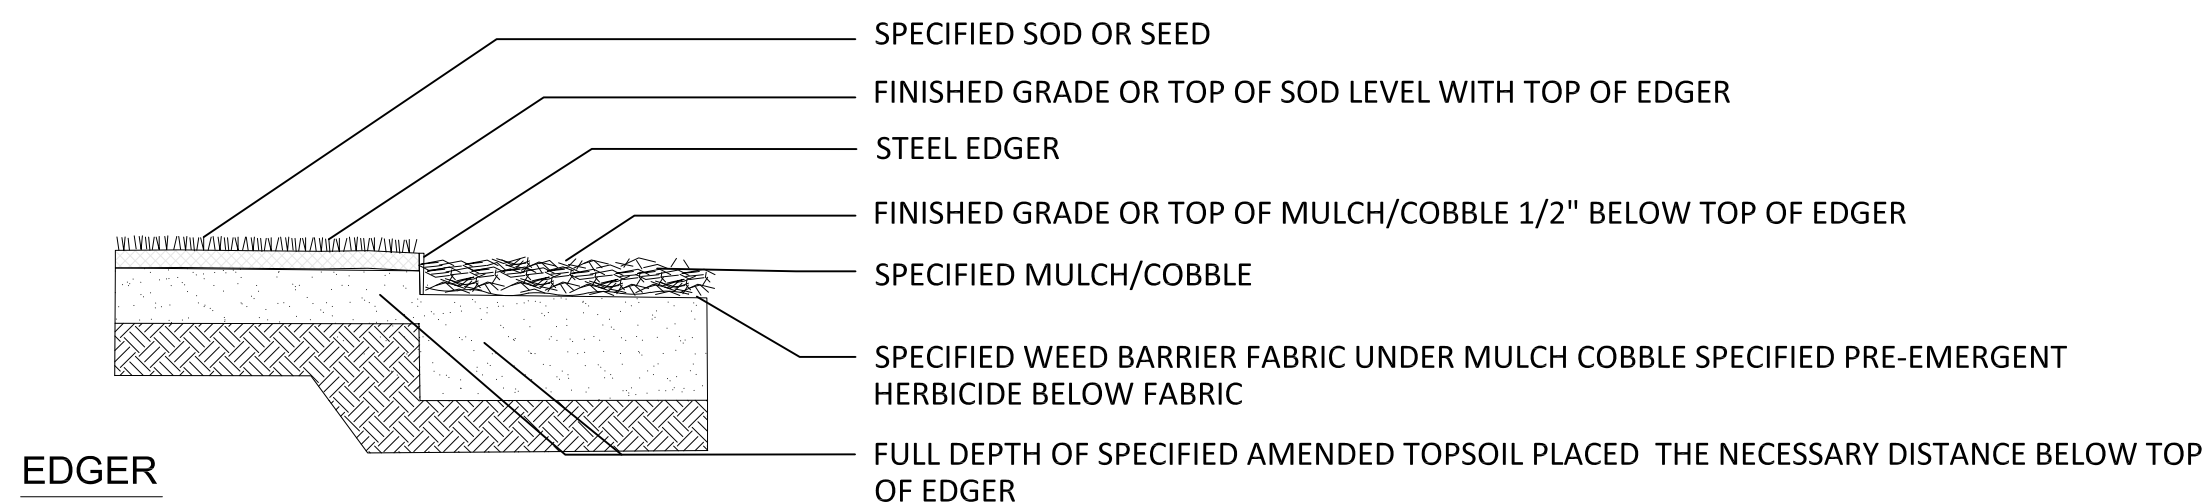 SPECIFIED SOD OR SEED
FINISHED GRADE OR TOP OF SOD LEVEL WITH TOP OF EDGER
STEEL EDGER
FINISHED GRADE OR TOP OF MULCH/COBBLE 1/2" BELOW TOP OF EDGER
SPECIFIED MULCH/COBBLE
SPECIFIED WEED BARRIER FABRIC UNDER MULCH COBBLE SPECIFIED PRE-EMERGENT
HERBICIDE BELOW FABRIC
FULL DEPTH OF SPECIFIED AMENDED TOPSOIL PLACED  THE NECESSARY DISTANCE BELOW TOP
OF EDGER
EDGER